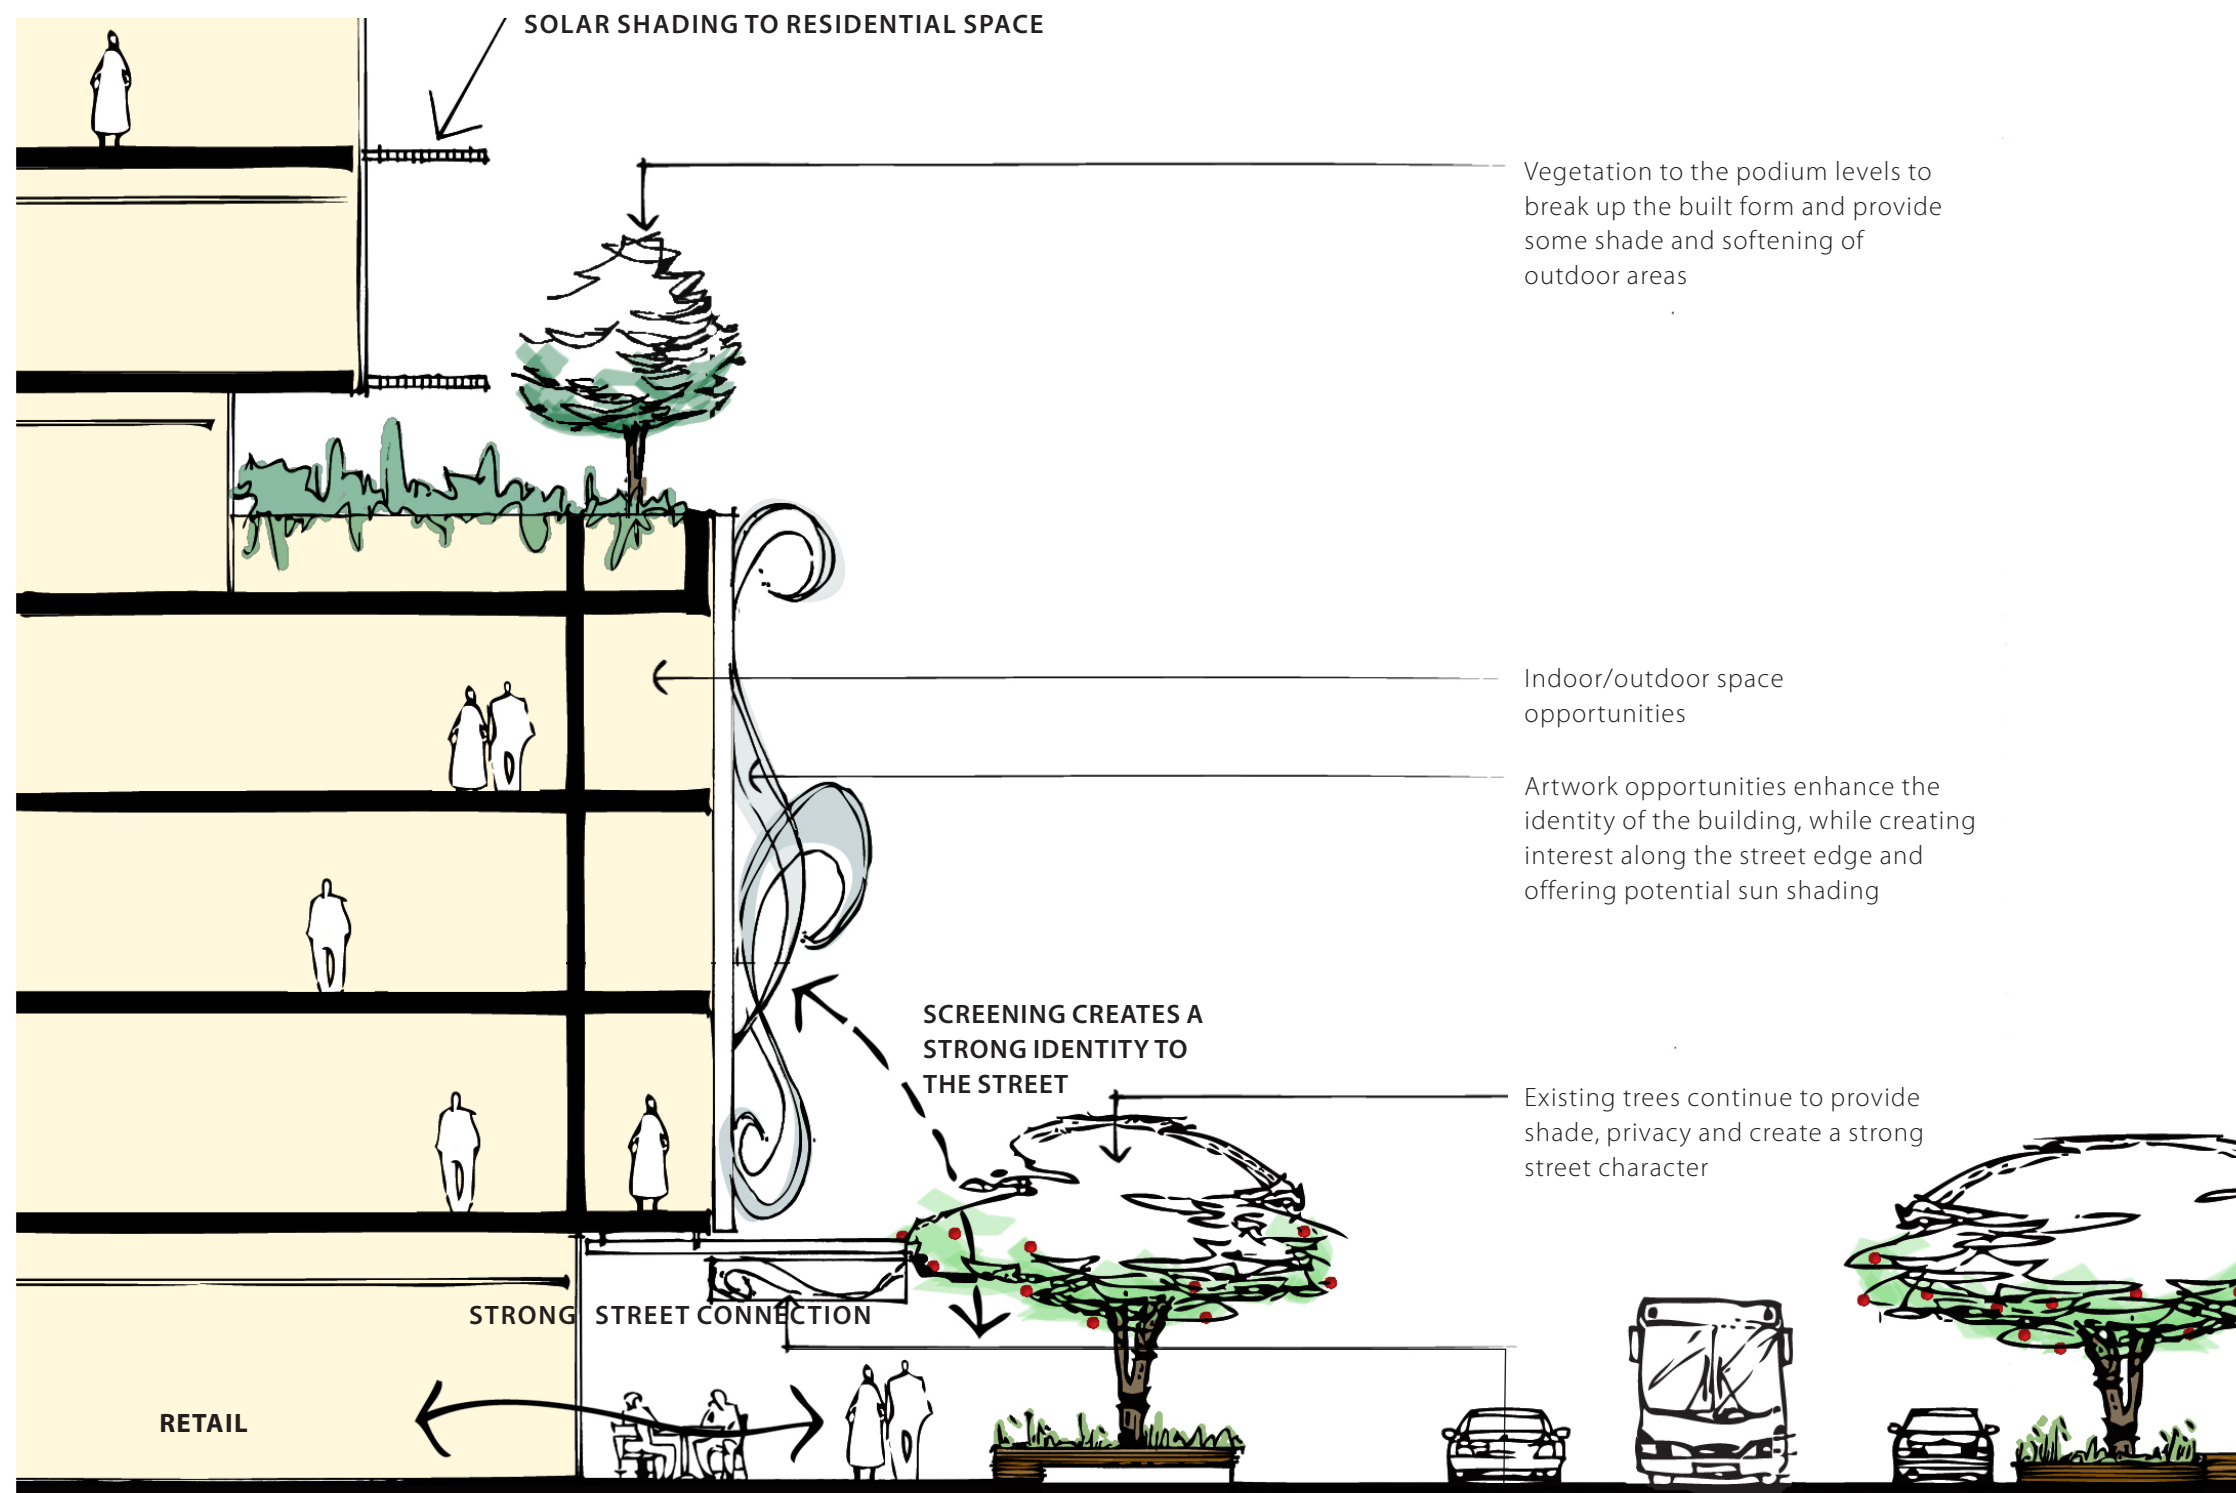 SOLAR SHADING TO RESIDENTIAL SPACE
Vegetation to the podium levels to
break up the built form and provide
some shade and softening of
outdoor areas
Indoor/outdoor space
opportunities
Artwork opportunities enhance the
identity of the building, while creating
interest along the street edge and
offering potential sun shading
SCREENING CREATES A
STRONG IDENTITY TO
THE STREET
Existing trees continue to provide
shade, privacy and create a strong
street character
STRONG STREET CONNECTION
RETAIL